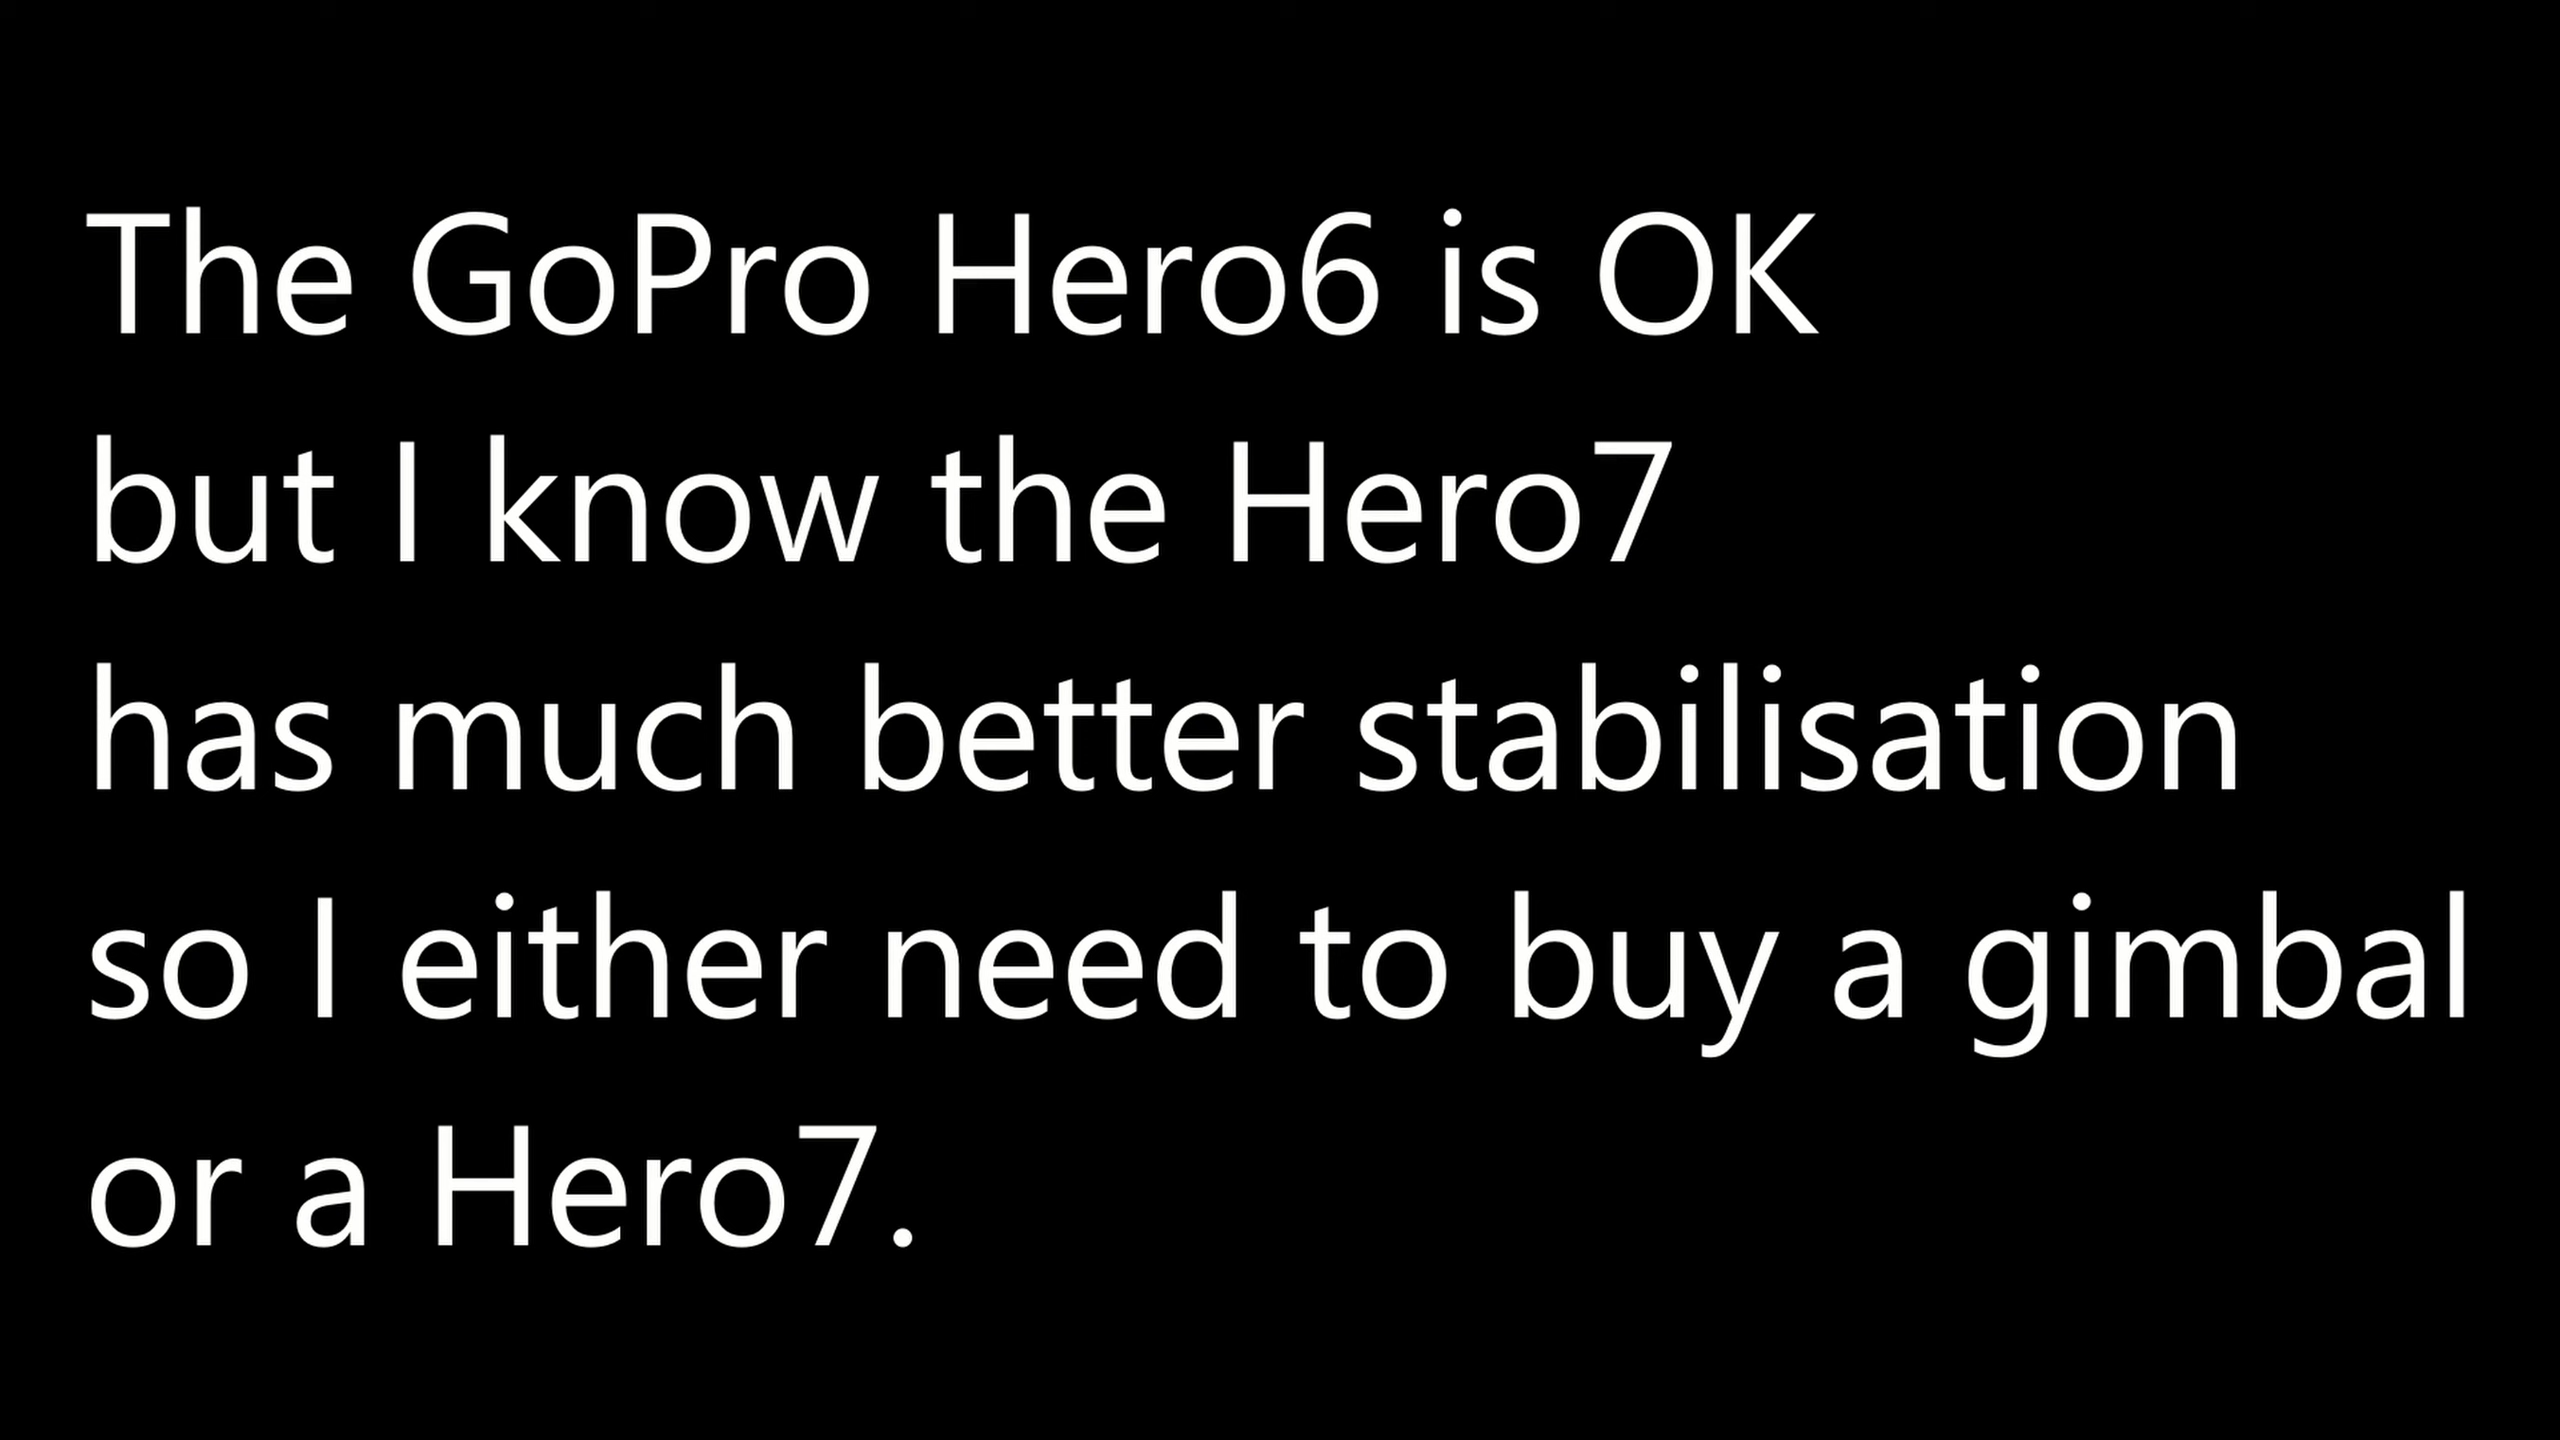 The GoPro Hero6 is OK
but I know the Hero7
has much better stabilisation
so I either need to buy a gimbal
or a Hero7.